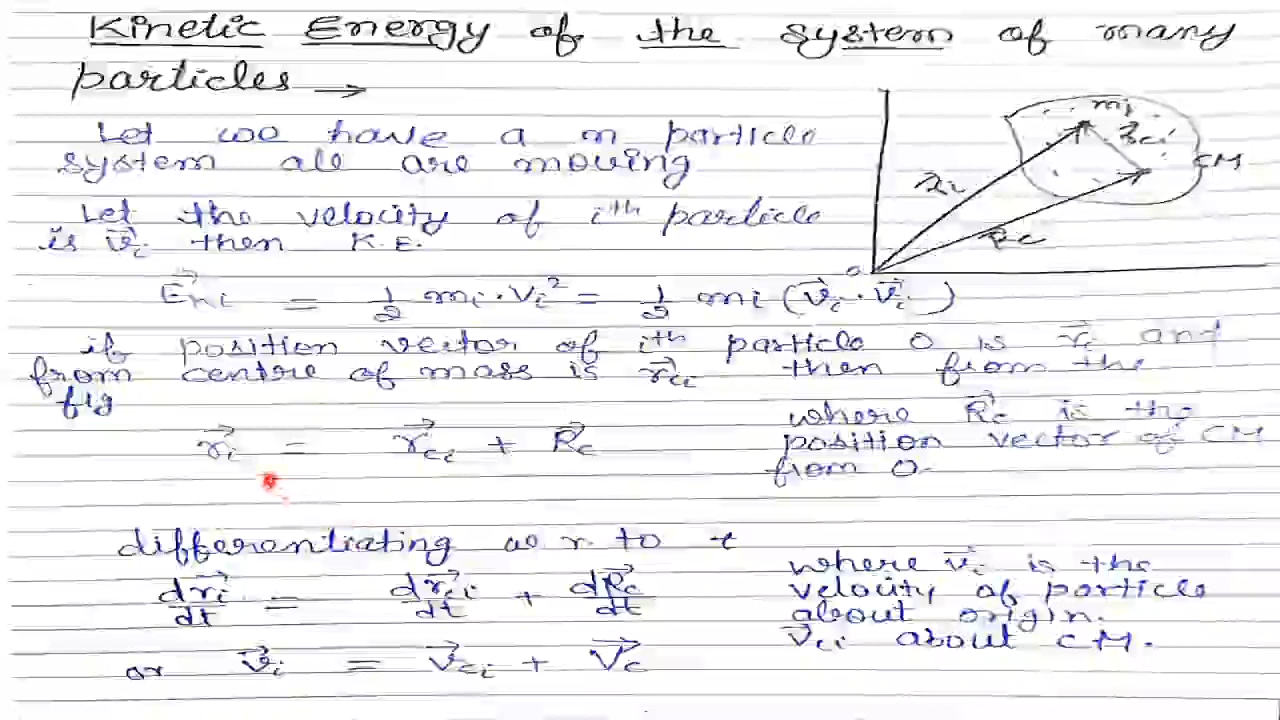 Kinetic Energy of the system of many
particles →
Let we have a n particle
system all are moving
Let the velocity of ith particle
is v⃗i then K.E.
E⃗ki = 1/2 mi·vi² = 1/2 mi (v⃗i · v⃗i)
if position vector of ith particle O is r⃗i and
from centre of mass is r⃗ci then from the
fig
r⃗i = r⃗ci + R⃗c
where R⃗c is the
position vector of CM
from O.
differentiating w r to t
dr⃗i/dt = dr⃗ci/dt + dR⃗c/dt
or v⃗i = v⃗ci + V⃗c
where v⃗i is the
velocity of particle
about origin.
v⃗ci about CM.
mi
r⃗ci
CM
r⃗i
Rc
o